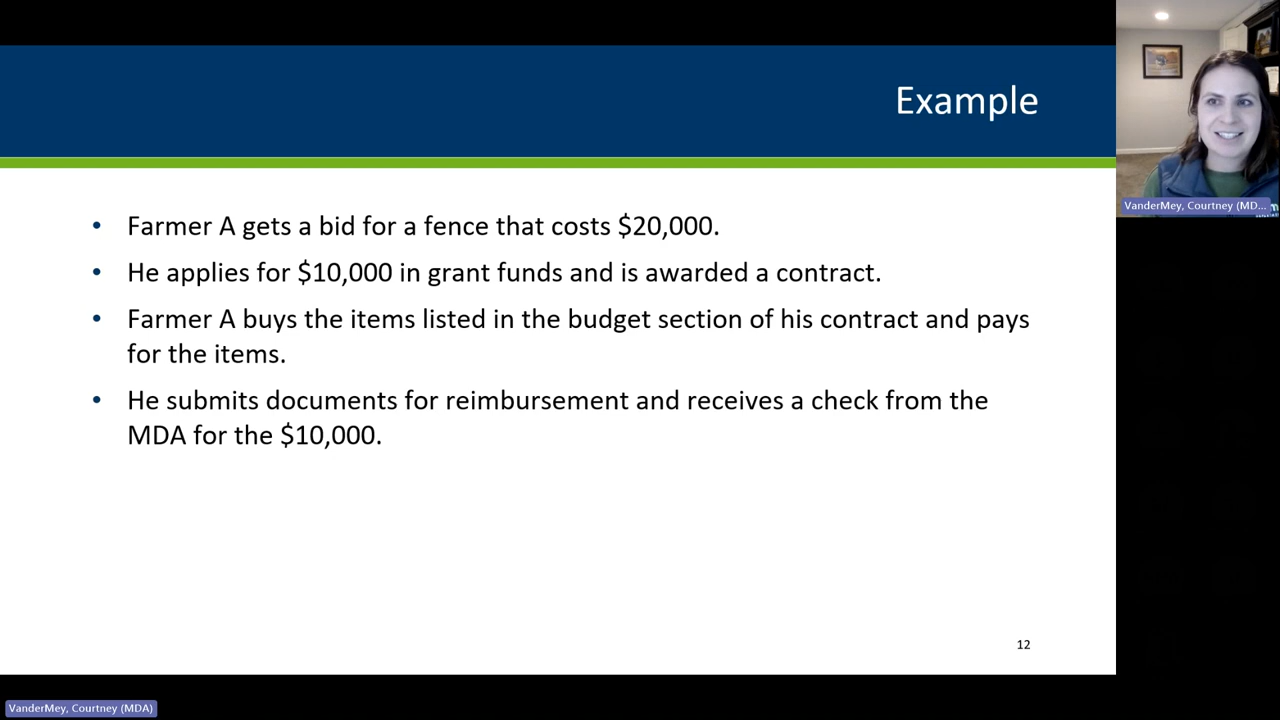 Example
• Farmer A gets a bid for a fence that costs $20,000.
• He applies for $10,000 in grant funds and is awarded a contract.
• Farmer A buys the items listed in the budget section of his contract and pays
for the items.
• He submits documents for reimbursement and receives a check from the
MDA for the $10,000.
12
VanderMey, Courtney (MD...
VanderMey, Courtney (MDA)